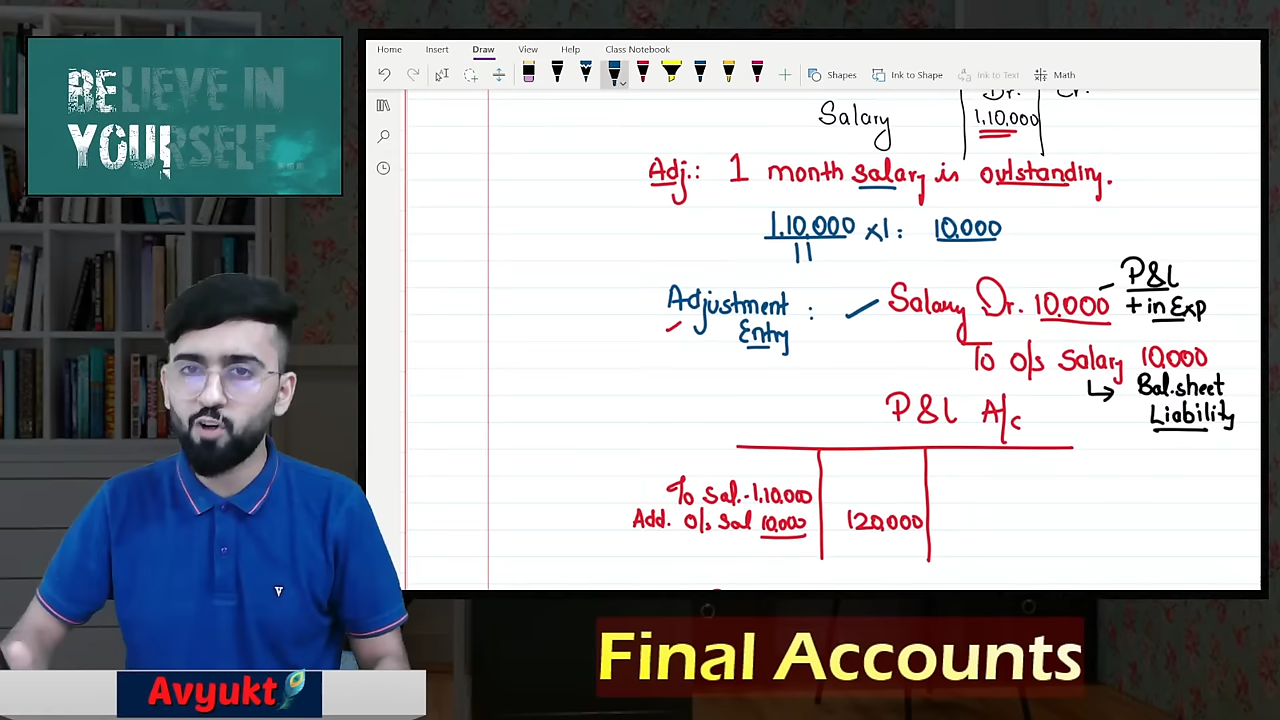 BELIEVE IN
YOURSELF...
Home Insert Draw View Help Class Notebook
Shapes Ink to Shape Ink to Text Math
Dr. Cr.
Salary 1,10,000
Adj.: 1 month salary is outstanding.
1,10,000 x1: 10,000
11
Adjustment Entry : Salary Dr. 10,000
P&L
+ in Exp
To O/s Salary 10,000
Bal. sheet
Liability
P&L A/c
To Sal.-1,10,000
Add. O/s Sal 10,000 120,000
Final Accounts
Avyukt